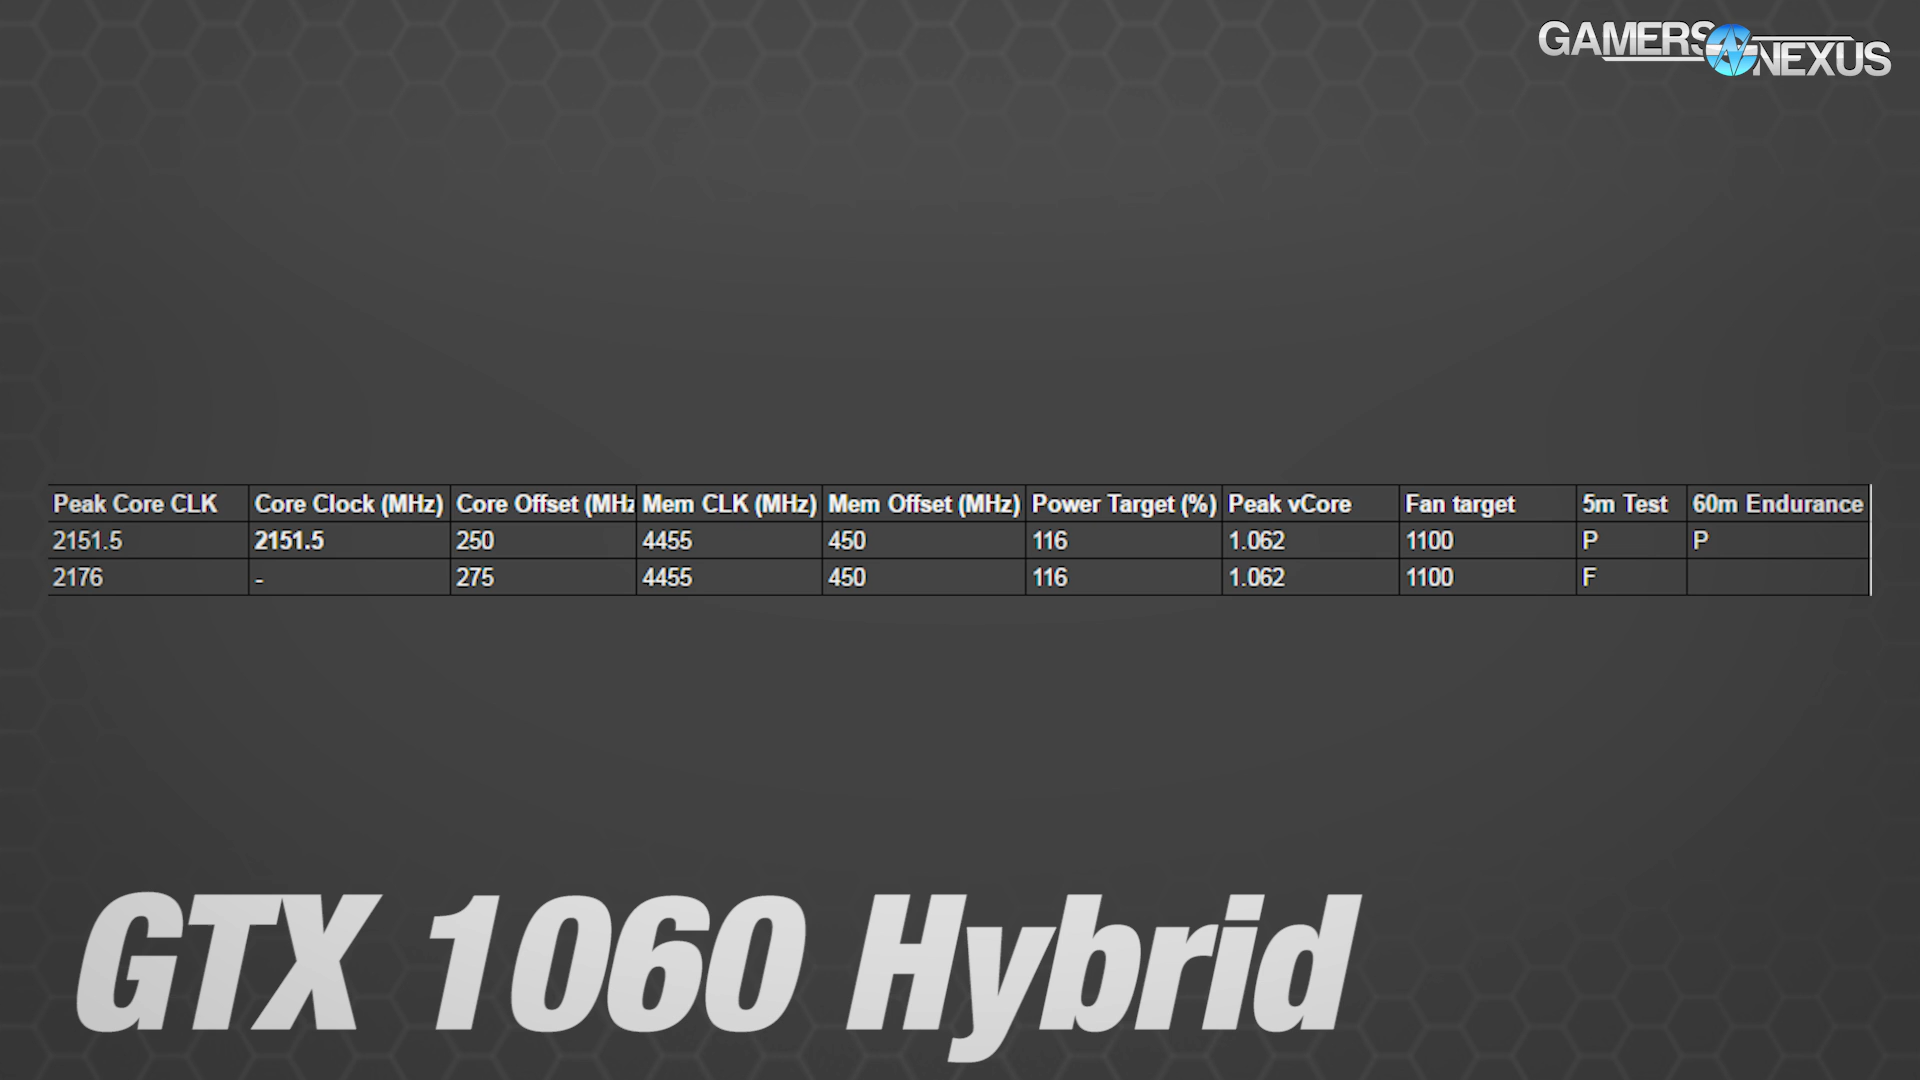 GAMERS NEXUS
Peak Core CLK Core Clock (MHz) Core Offset (MHz Mem CLK (MHz) Mem Offset (MHz) Power Target (%) Peak vCore Fan target 5m Test 60m Endurance
2151.5 2151.5 250 4455 450 116 1.062 1100 P P
2176 - 275 4455 450 116 1.062 1100 F
GTX 1060 Hybrid